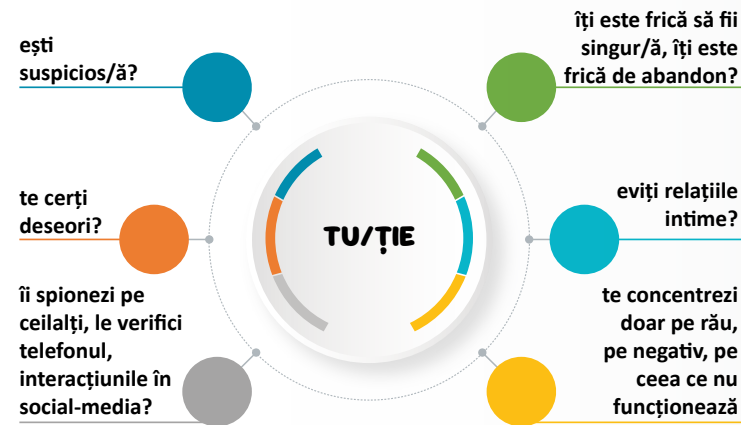 ești
suspicios/ă?
te cerți
deseori?
îi spionezi pe
ceilalți, le verifici
telefonul,
interacțiunile în
social-media?
TU/ȚIE
îți este frică să fii
singur/ă, îți este
frică de abandon?
eviți relațiile
intime?
te concentrezi
doar pe rău,
pe negativ, pe
ceea ce nu
funcționează